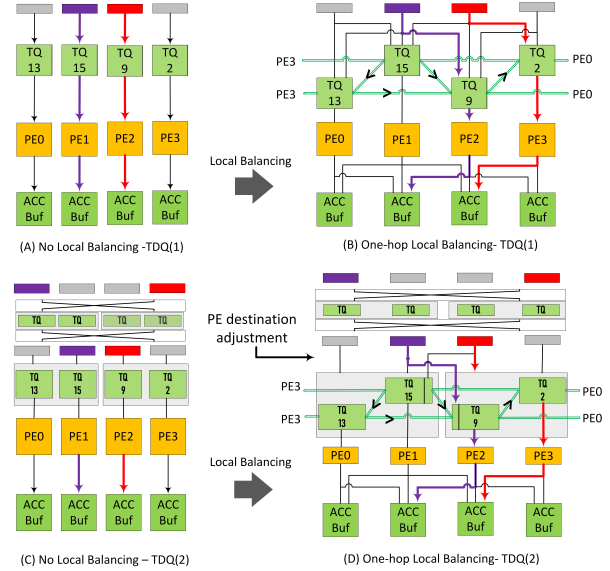 TQ
13
TQ
15
TQ
9
TQ
2
PE0
PE1
PE2
PE3
ACC
Buf
ACC
Buf
ACC
Buf
ACC
Buf
(A) No Local Balancing -TDQ(1)
Local Balancing
PE3
TQ
15
TQ
2
PE0
PE3
TQ
13
TQ
9
PE0
PE0
PE1
PE2
PE3
ACC
Buf
ACC
Buf
ACC
Buf
ACC
Buf
(B) One-hop Local Balancing- TDQ(1)
TQ
TQ
TQ
TQ
TQ
13
TQ
15
TQ
9
TQ
2
PE0
PE1
PE2
PE3
ACC
Buf
ACC
Buf
ACC
Buf
ACC
Buf
(C) No Local Balancing – TDQ(2)
PE destination
adjustment
Local Balancing
TQ
TQ
TQ
TQ
PE3
TQ
15
TQ
2
PE0
PE3
TQ
13
TQ
9
PE0
PE0
PE1
PE2
PE3
ACC
Buf
ACC
Buf
ACC
Buf
ACC
Buf
(D) One-hop Local Balancing- TDQ(2)